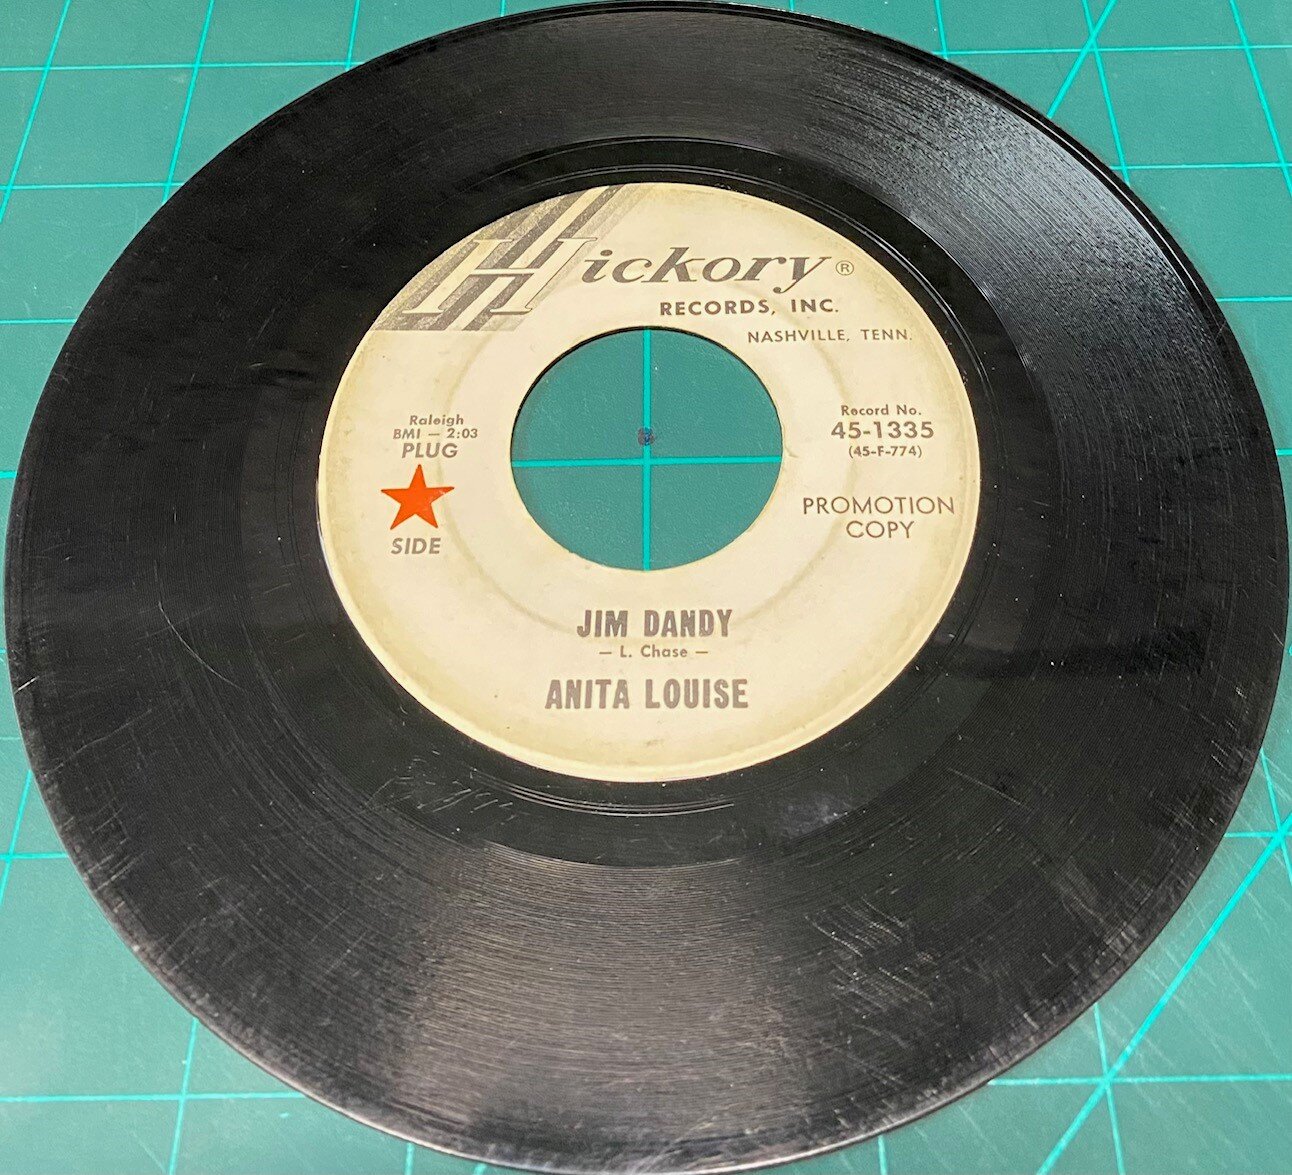 Hickory®
RECORDS, INC.
NASHVILLE, TENN.
Raleigh
BMI — 2:03
PLUG
SIDE
Record No.
45-1335
(45-F-774)
PROMOTION
COPY
JIM DANDY
— L. Chase —
ANITA LOUISE